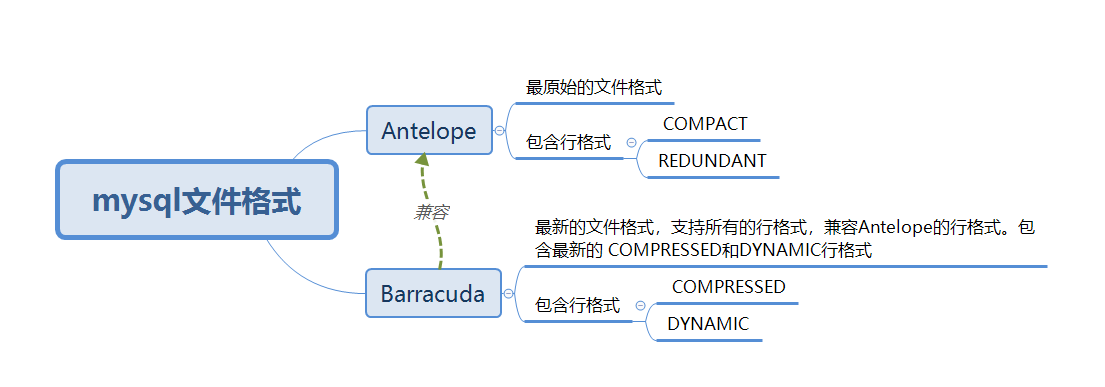 mysql文件格式
Antelope
最原始的文件格式
包含行格式
COMPACT
REDUNDANT
兼容
Barracuda
最新的文件格式，支持所有的行格式，兼容Antelope的行格式。包
含最新的 COMPRESSED和DYNAMIC行格式
包含行格式
COMPRESSED
DYNAMIC